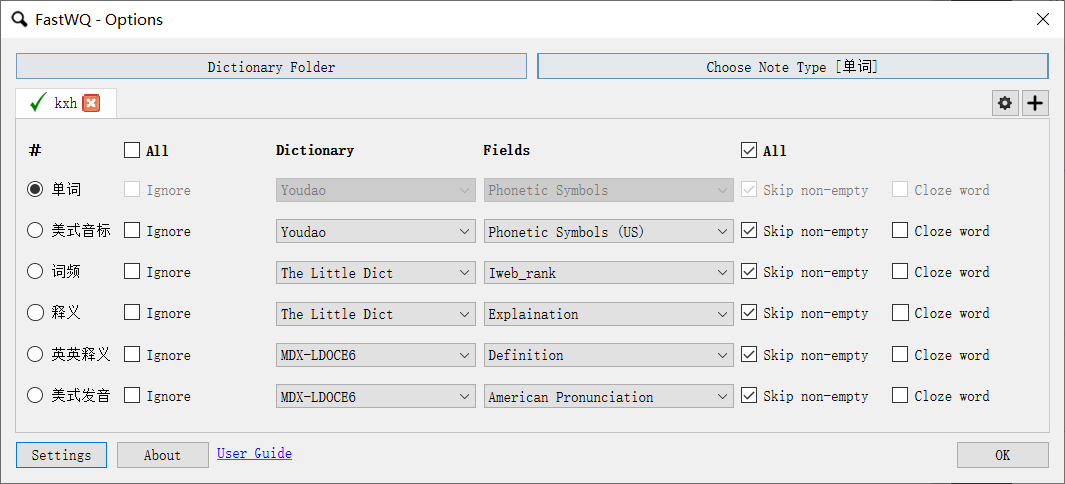 FastWQ - Options
Dictionary Folder Choose Note Type [单词]
kxh
# All Dictionary Fields All
单词 Ignore Youdao Phonetic Symbols Skip non-empty Cloze word
美式音标 Ignore Youdao Phonetic Symbols (US) Skip non-empty Cloze word
词频 Ignore The Little Dict Iweb_rank Skip non-empty Cloze word
释义 Ignore The Little Dict Explaination Skip non-empty Cloze word
英英释义 Ignore MDX-LDOCE6 Definition Skip non-empty Cloze word
美式发音 Ignore MDX-LDOCE6 American Pronunciation Skip non-empty Cloze word
Settings About User Guide OK